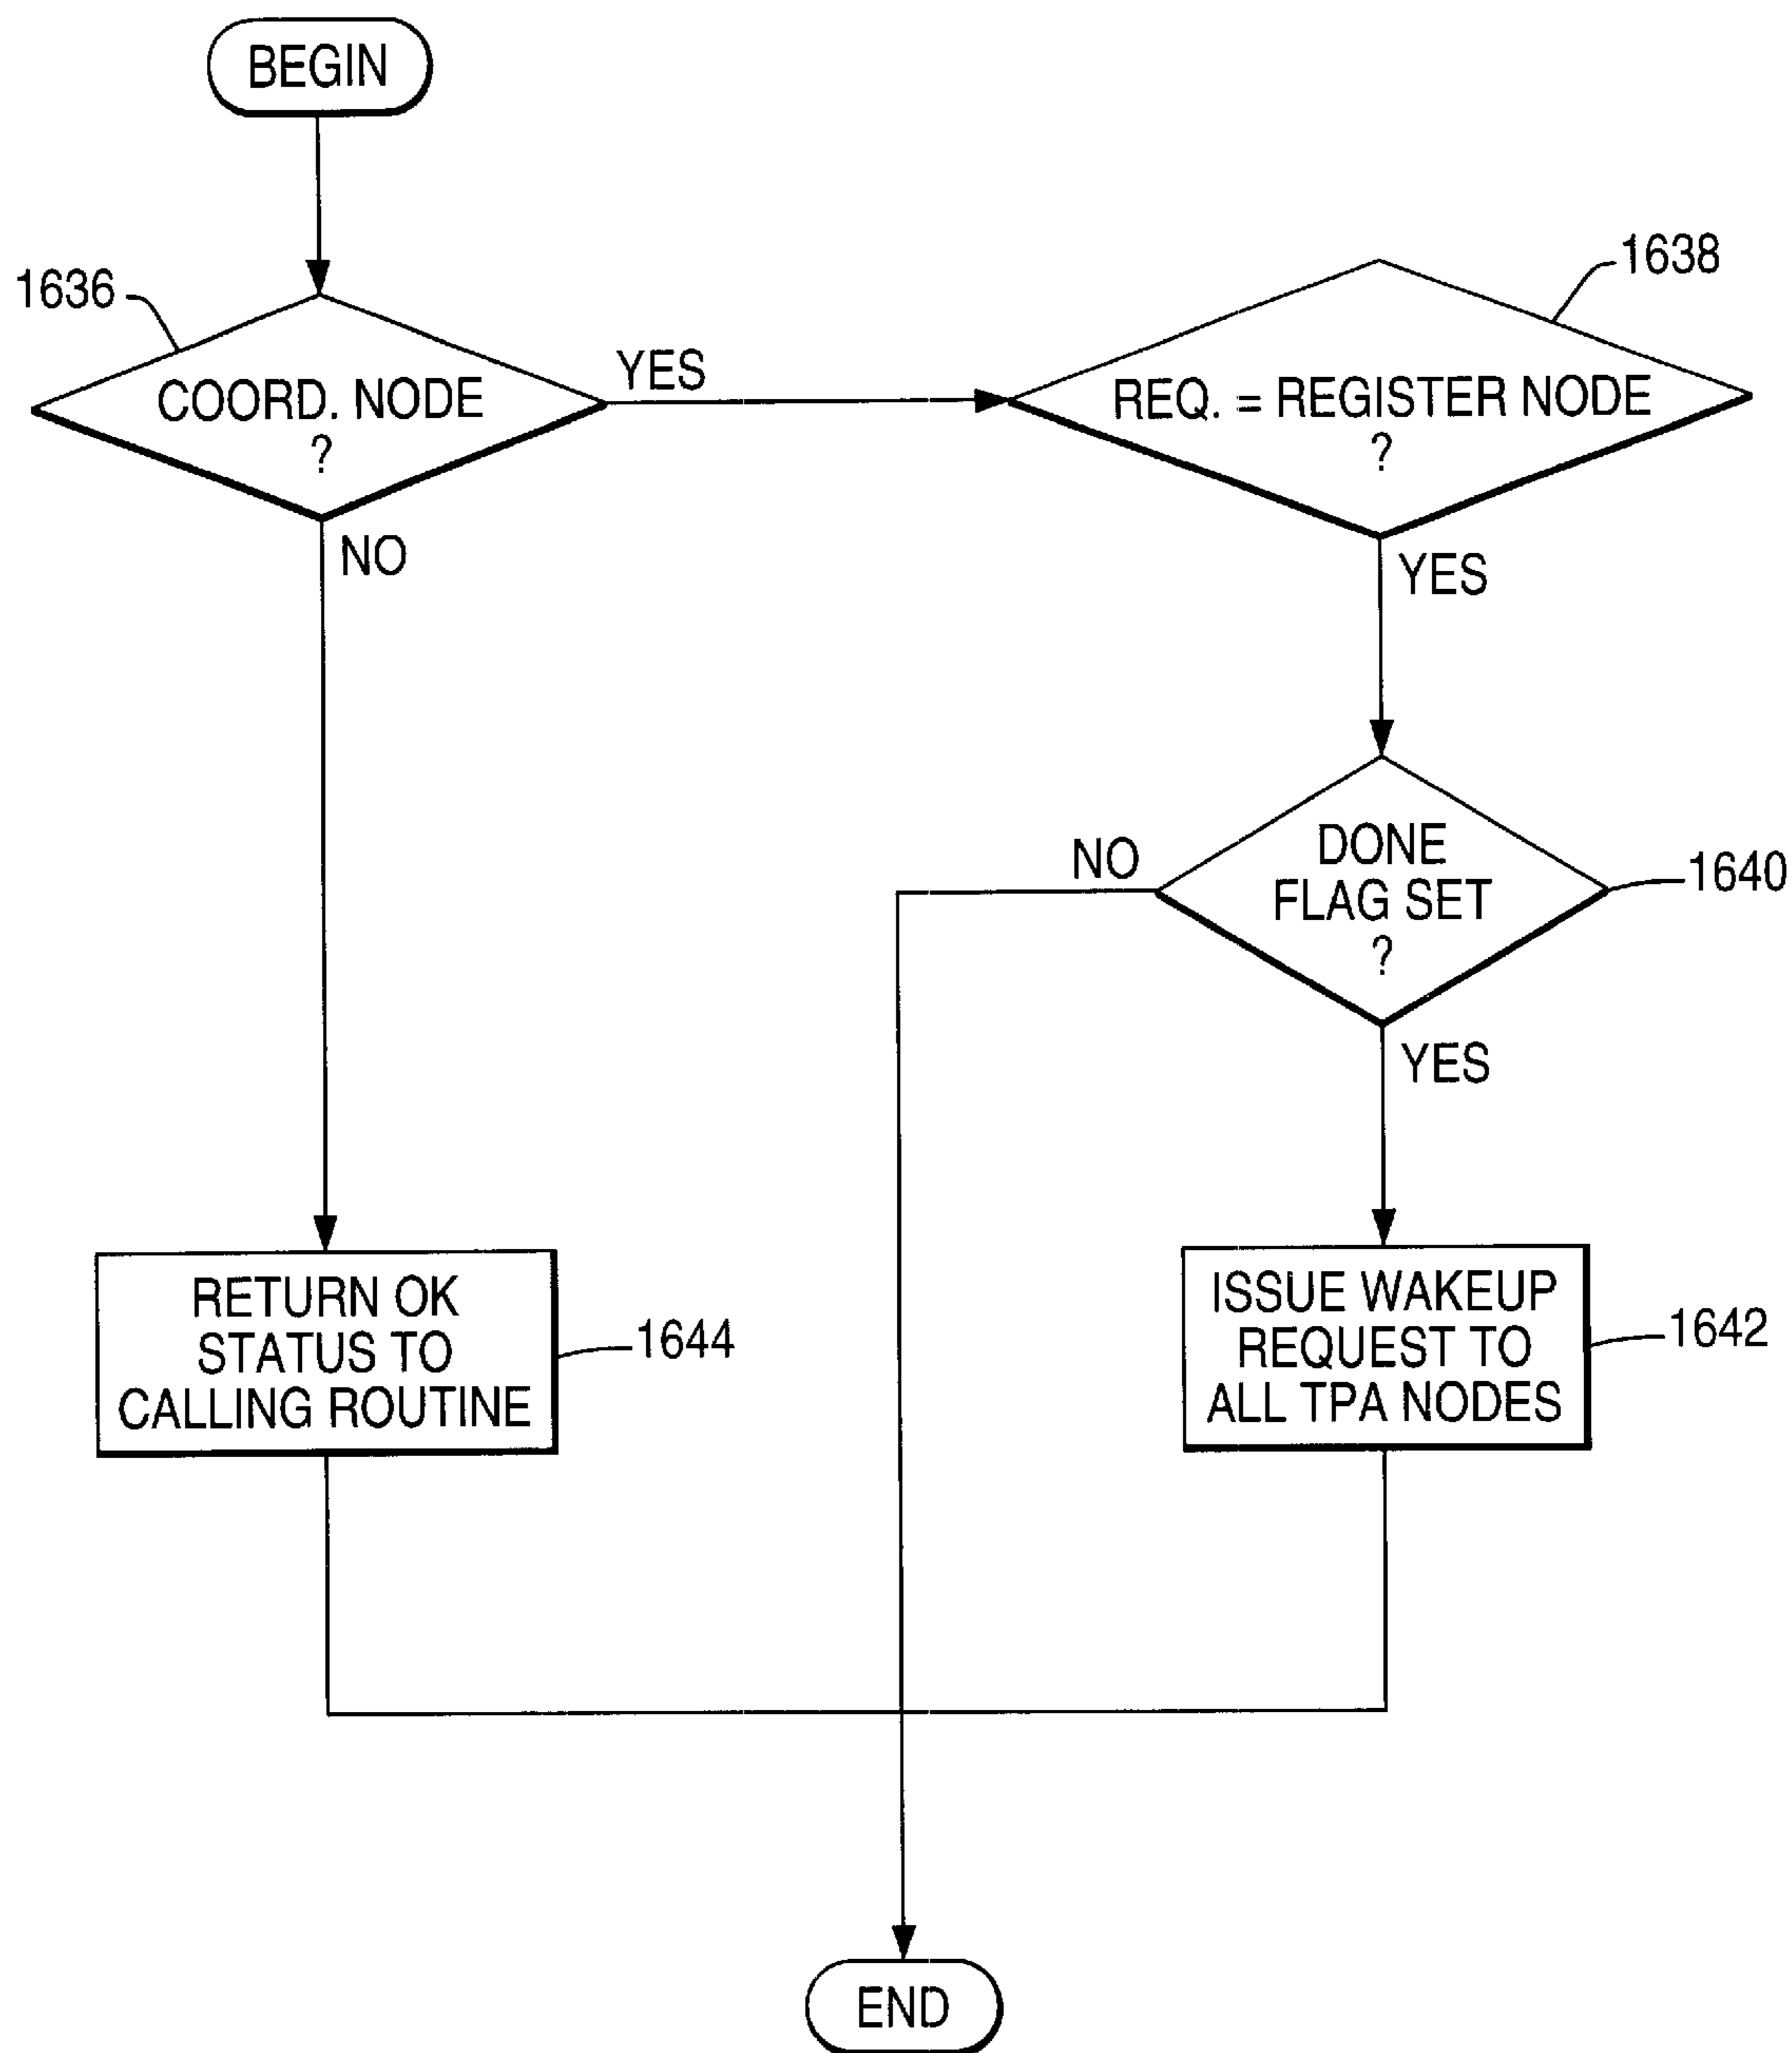 BEGIN
1636
COORD. NODE
?
YES
NO
1638
REQ. = REGISTER NODE
?
YES
DONE
FLAG SET
?
1640
NO
YES
RETURN OK
STATUS TO
CALLING ROUTINE
1644
ISSUE WAKEUP
REQUEST TO
ALL TPA NODES
1642
END